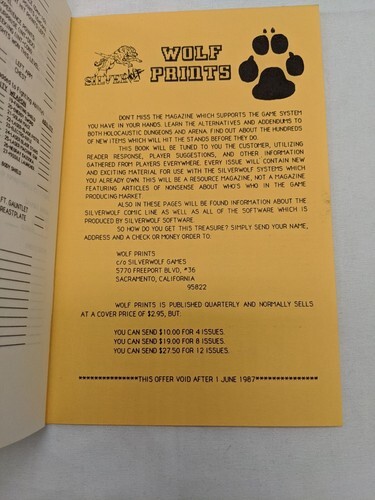 LEFT
CHEST
BODY SHIELD
FT. GAUNTLET
REASTPLATE
SILVERWOLF
WOLF
PRINTS
DON'T MISS THE MAGAZINE WHICH SUPPORTS THE GAME SYSTEM
YOU HAVE IN YOUR HANDS. LEARN THE ALTERNATIVES AND ADDENDUMS TO
BOTH HOLOCAUSTIC DUNGEONS AND ARENA. FIND OUT ABOUT THE HUNDREDS
OF NEW ITEMS WHICH WILL HIT THE STANDS BEFORE THEY DO.
THIS BOOK WILL BE TUNED TO YOU THE CUSTOMER, UTILIZING
READER RESPONSE, PLAYER SUGGESTIONS, AND OTHER INFORMATION
GATHERED FROM PLAYERS EVERYWHERE. EVERY ISSUE WILL CONTAIN NEW
AND EXCITING MATERIAL FOR USE WITH THE SILVERWOLF SYSTEMS WHICH
YOU ALREADY OWN. THIS WILL BE A RESOURCE MAGAZINE, NOT A MAGAZINE
FEATURING ARTICLES OF NONSENSE ABOUT WHO'S WHO IN THE GAME
PRODUCING MARKET.
ALSO IN THESE PAGES WILL BE FOUND INFORMATION ABOUT THE
SILVERWOLF COMIC LINE AS WELL AS ALL OF THE SOFTWARE WHICH IS
PRODUCED BY SILVERWOLF SOFTWARE.
SO HOW DO YOU GET THIS TREASURE? SIMPLY SEND YOUR NAME,
ADDRESS AND A CHECK OR MONEY ORDER TO:
WOLF PRINTS
c/o SILVERWOLF GAMES
5770 FREEPORT BLVD, #36
SACRAMENTO, CALIFORNIA
95822
WOLF PRINTS IS PUBLISHED QUARTERLY AND NORMALLY SELLS
AT A COVER PRICE OF $2.95, BUT:
YOU CAN SEND $10.00 FOR 4 ISSUES.
YOU CAN SEND $19.00 FOR 8 ISSUES.
YOU CAN SEND $27.50 FOR 12 ISSUES.
THIS OFFER VOID AFTER 1 JUNE 1987